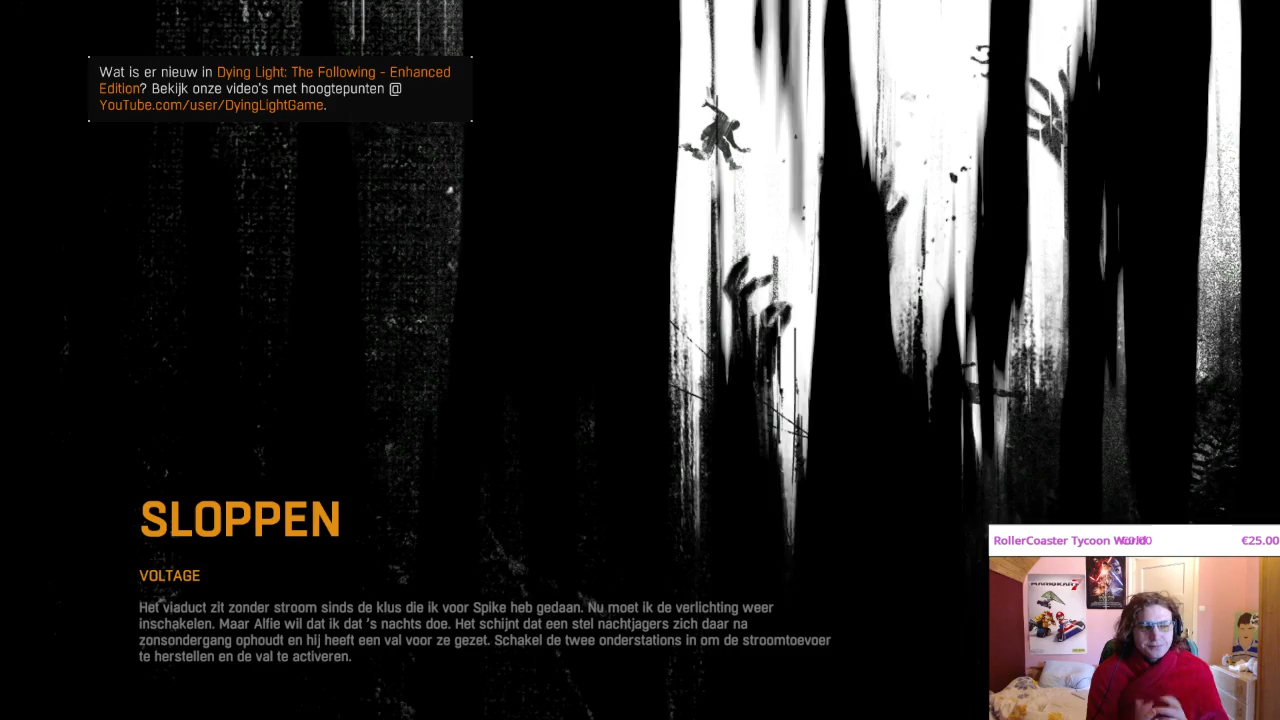 Wat is er nieuw in Dying Light: The Following - Enhanced
Edition? Bekijk onze video's met hoogtepunten @
YouTube.com/user/DyingLightGame.
SLOPPEN
VOLTAGE
Het viaduct zit zonder stroom sinds de klus die ik voor Spike heb gedaan. Nu moet ik de verlichting weer
inschakelen. Maar Alfie wil dat ik dat 's nachts doe. Het schijnt dat een stel nachtjagers zich daar na
zonsondergang ophoudt en hij heeft een val voor ze gezet. Schakel de twee onderstations in om de stroomtoevoer
te herstellen en de val te activeren.
RollerCoaster Tycoon World €25.00